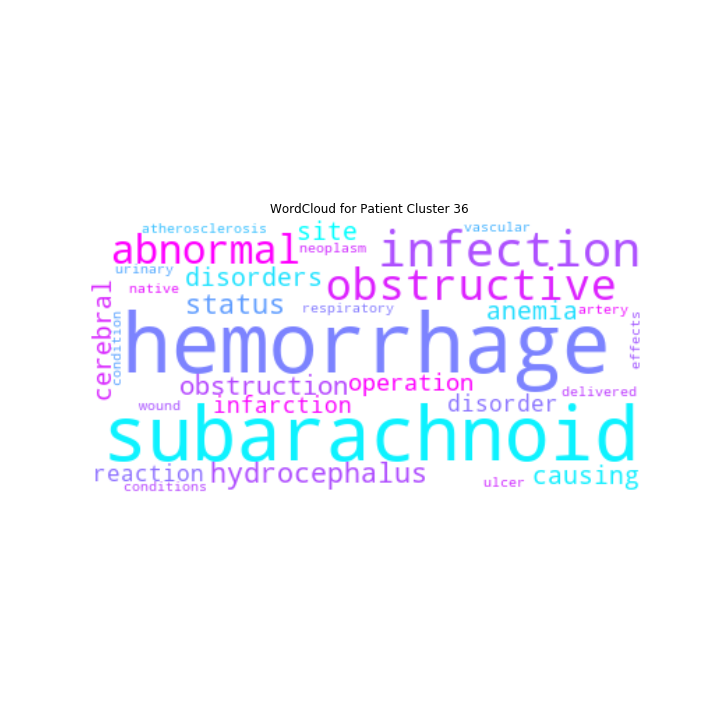 WordCloud for Patient Cluster 36
atherosclerosis
site
vascular
abnormal
neoplasm
infection
urinary
disorders
obstructive
native
cerebral
condition
status
respiratory
anemia
artery
effects
hemorrhage
obstruction
operation
delivered
wound
infarction
disorder
subarachnoid
reaction
hydrocephalus
causing
conditions
ulcer